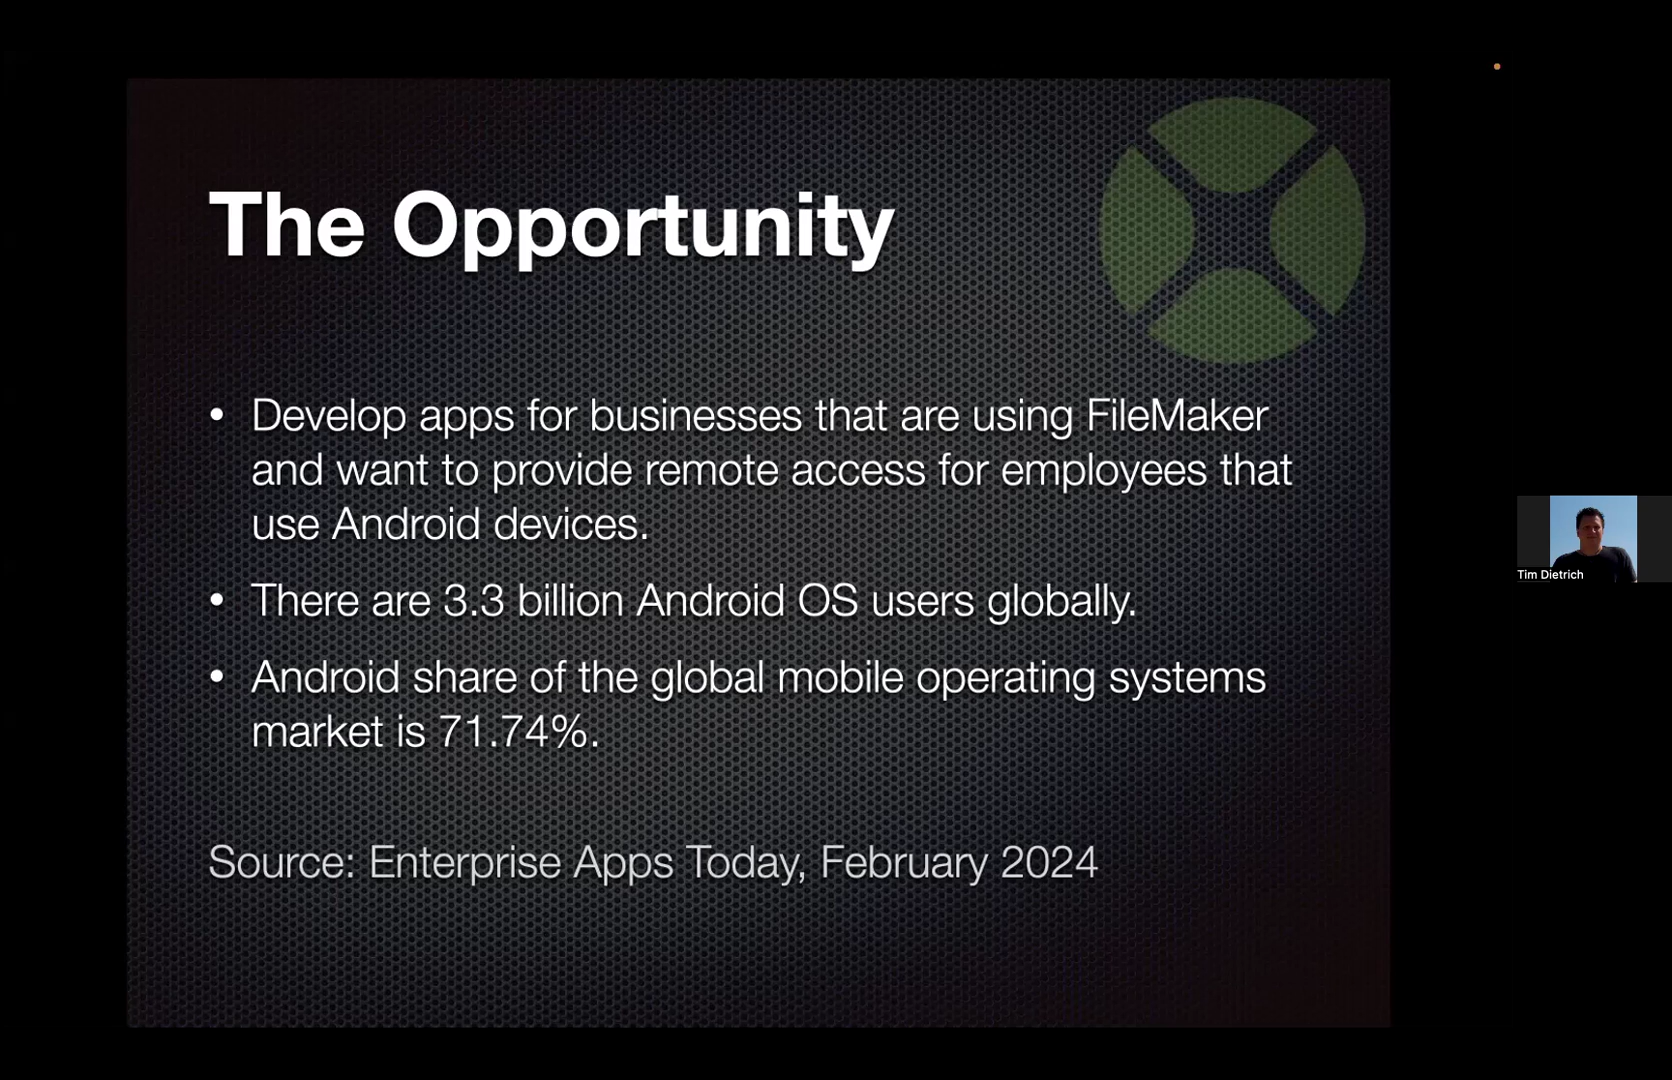 The Opportunity
• Develop apps for businesses that are using FileMaker
and want to provide remote access for employees that
use Android devices.
• There are 3.3 billion Android OS users globally.
• Android share of the global mobile operating systems
market is 71.74%.
Source: Enterprise Apps Today, February 2024
Tim Dietrich